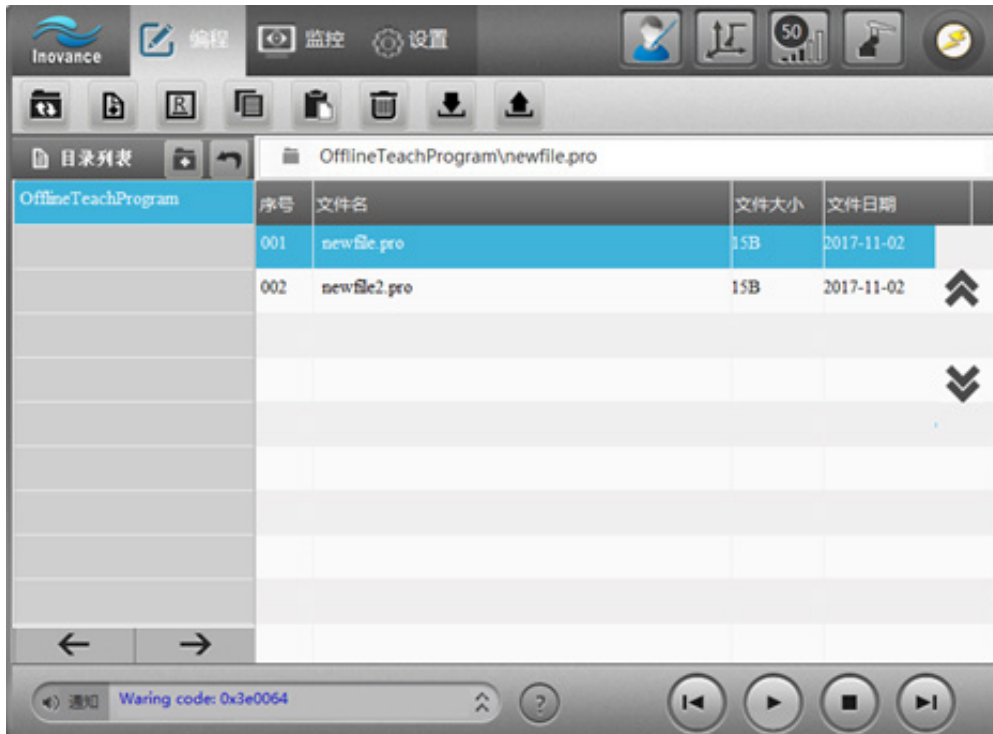 Inovance 编程 监控 设置 50
R
目录列表 OfflineTeachProgram\newfile.pro
OfflineTeachProgram 序号 文件名 文件大小 文件日期
001 newfile.pro 15B 2017-11-02
002 newfile2.pro 15B 2017-11-02
通知 Waring code: 0x3e0064 ?